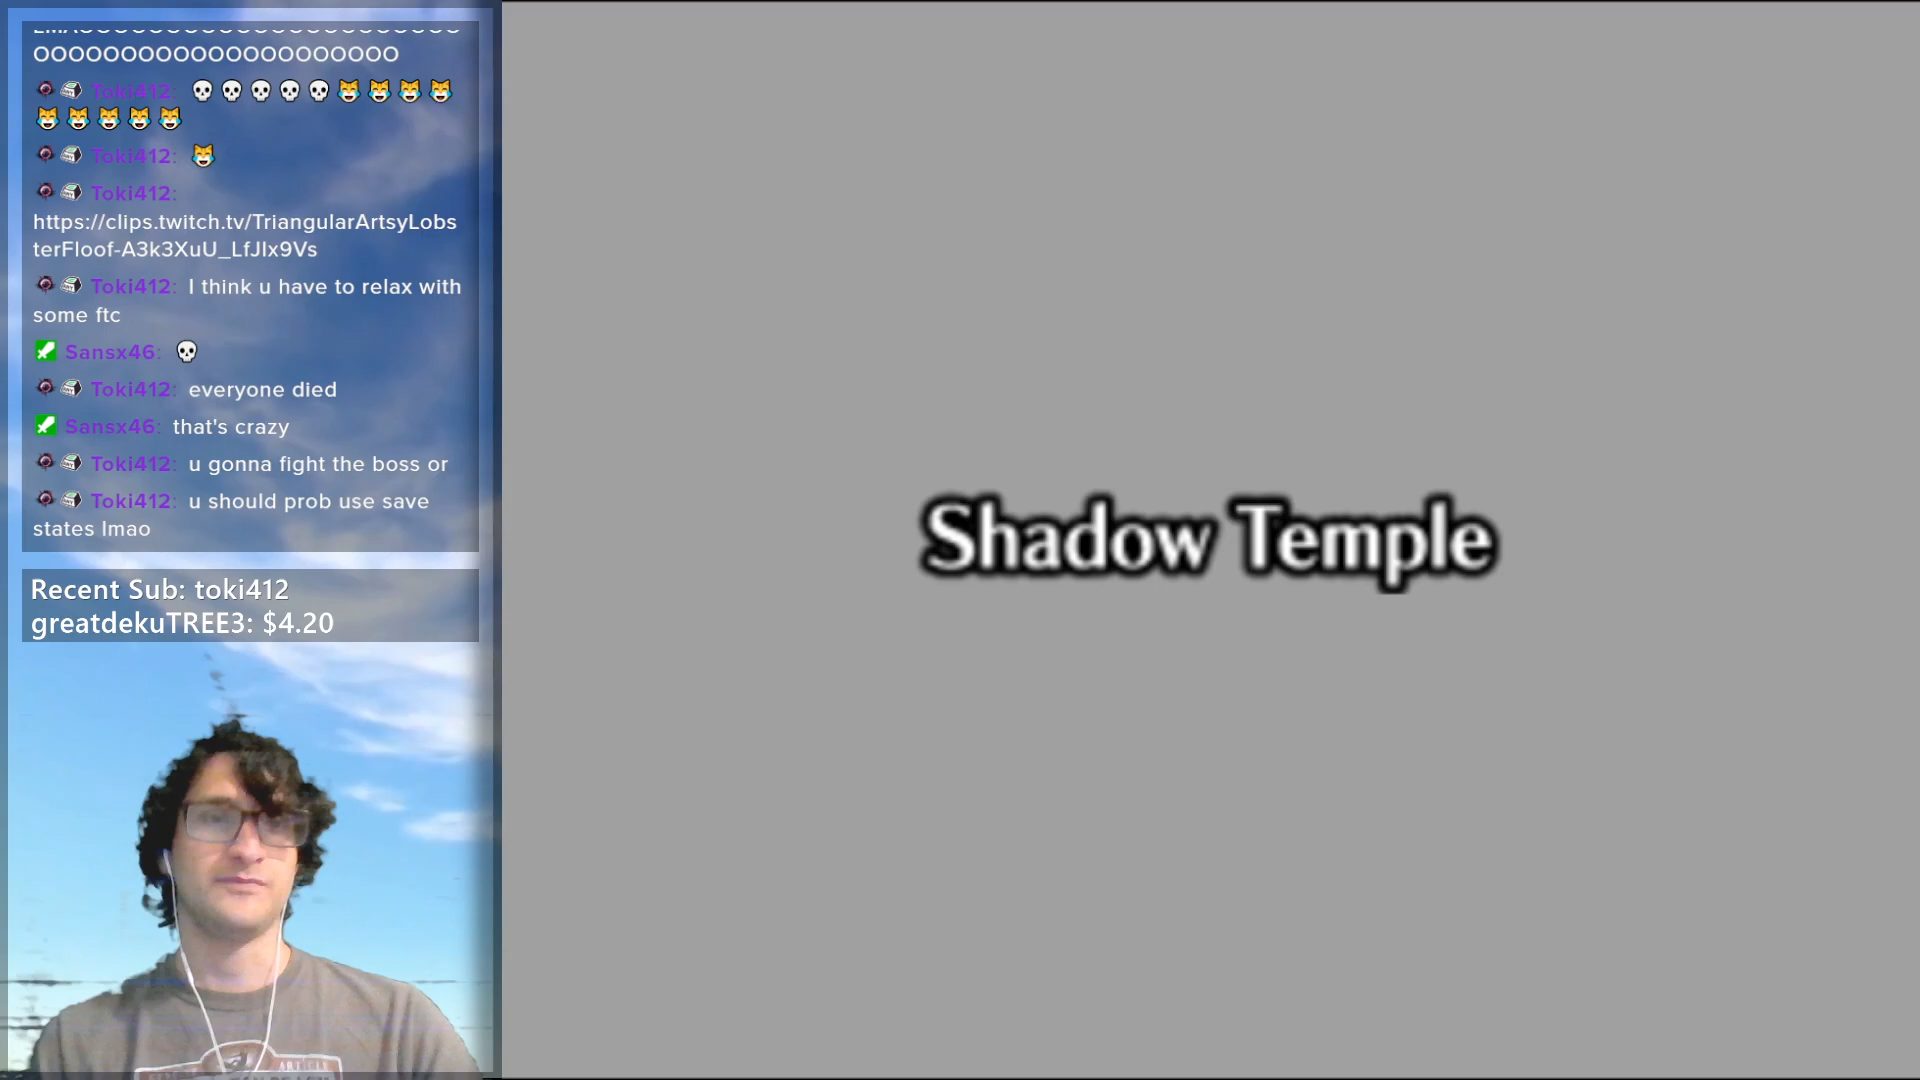 OOOOOOOOOOOOOOOOOOOOO
Toki412: 💀💀💀💀💀😹😹😹😹
😹😹😹😹😹
Toki412: 😹
Toki412:
https://clips.twitch.tv/TriangularArtsyLobs
terFloof-A3k3XuU_LfJIx9Vs
Toki412: I think u have to relax with
some ftc
Sansx46: 💀
Toki412: everyone died
Sansx46: that's crazy
Toki412: u gonna fight the boss or
Toki412: u should prob use save
states lmao
Recent Sub: toki412
greatdekuTREE3: $4.20
Shadow Temple
ARTICLE